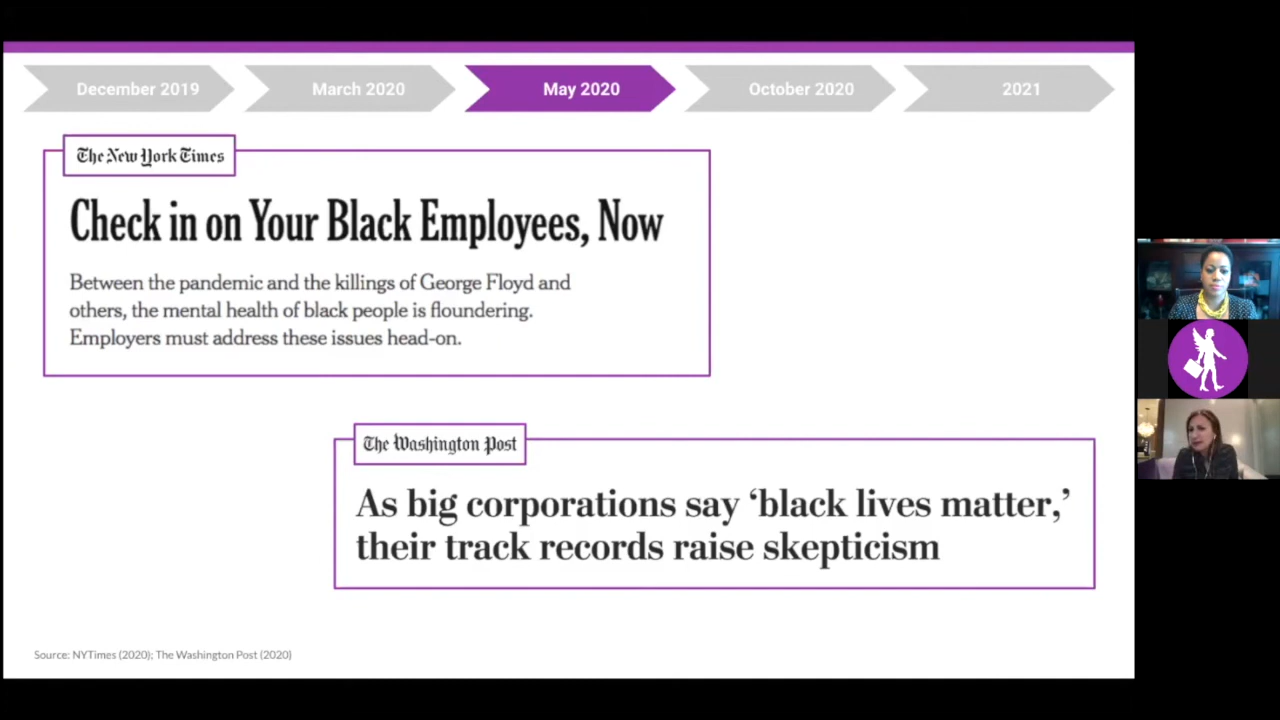 December 2019
March 2020
May 2020
October 2020
2021
The New York Times
Check in on Your Black Employees, Now
Between the pandemic and the killings of George Floyd and
others, the mental health of black people is floundering.
Employers must address these issues head-on.
The Washington Post
As big corporations say ‘black lives matter,’
their track records raise skepticism
Source: NYTimes (2020); The Washington Post (2020)